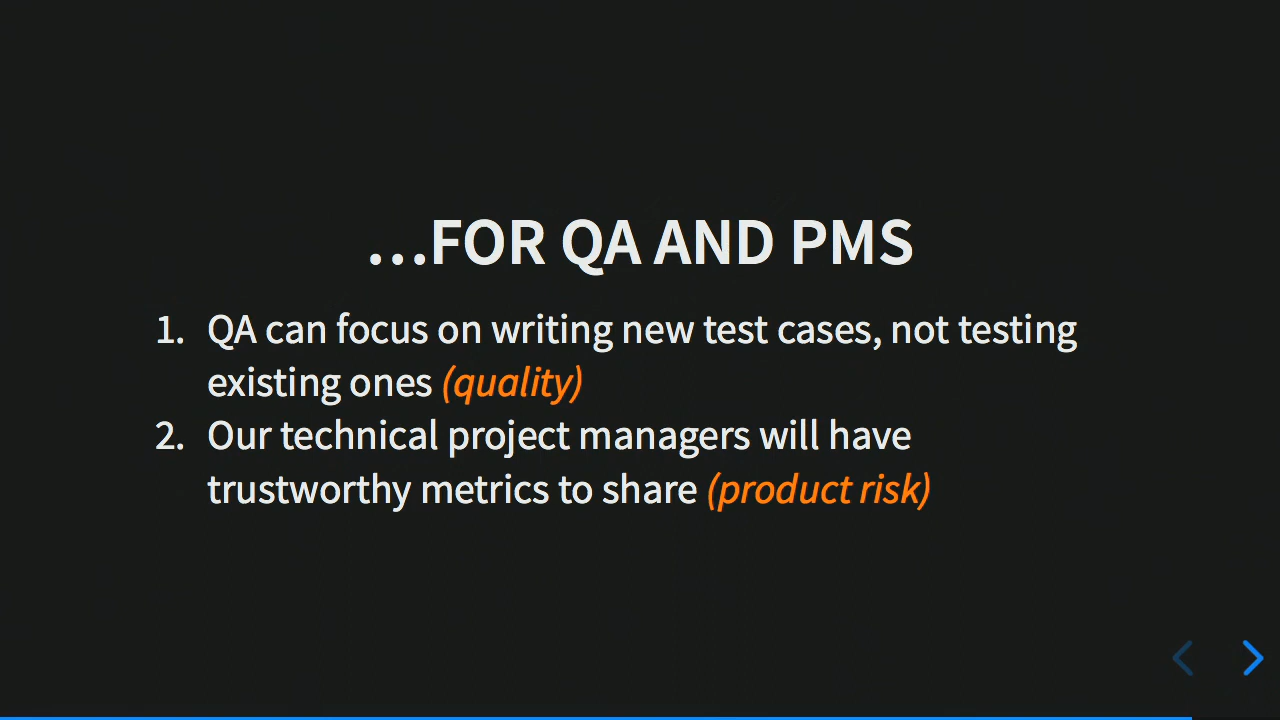 …FOR QA AND PMS
1. QA can focus on writing new test cases, not testing
existing ones (quality)
2. Our technical project managers will have
trustworthy metrics to share (product risk)